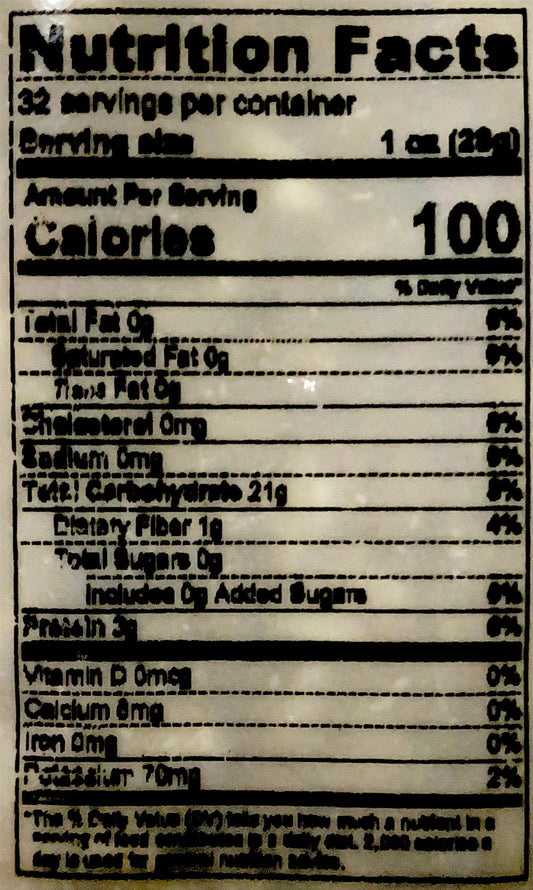 Nutrition Facts
32 servings per container
Serving size 1 oz (28g)
Amount Per Serving
Calories 100
% Daily Value*
Total Fat 0g 0%
Saturated Fat 0g 0%
Trans Fat 0g
Cholesterol 0mg 0%
Sodium 0mg 0%
Total Carbohydrate 21g 8%
Dietary Fiber 1g 4%
Total Sugars 0g
Includes 0g Added Sugars 0%
Protein 3g
Vitamin D 0mcg 0%
Calcium mg 0%
Iron 0mg 0%
Potassium 70mg 2%
*The % Daily Value (DV) tells you how much a nutrient in a
serving of food contributes to a daily diet. 2,000 calories a
day is used for general nutrition advice.